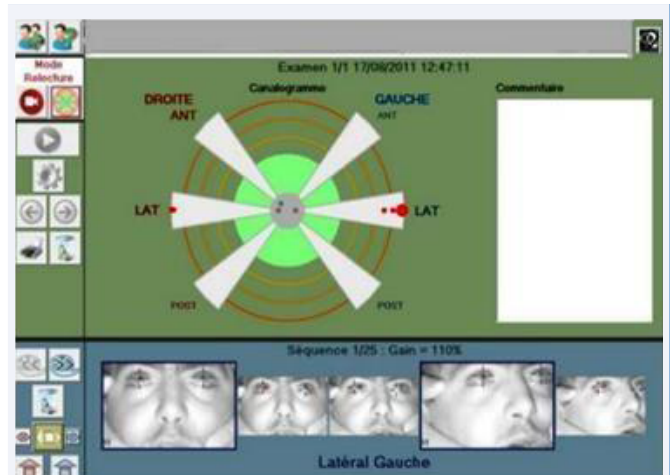 Mode
Relecture
Examen 1/1 17/08/2011 12:47:11
Canalogramme
Commentaire
DROITE
ANT
GAUCHE
ANT
LAT
LAT
POST
POST
Séquence 1/25 : Gain = 110%
Latéral Gauche